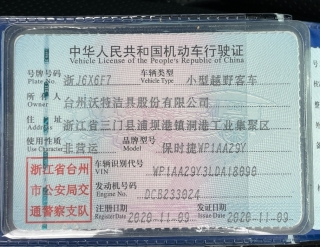 中华人民共和国机动车行驶证
Vehicle License of the People's Republic of China
号牌号码 浙J6X6F7 车辆类型 小型越野客车
Plate No. Vehicle Type
所有人 台州沃特洁具股份有限公司
Owner
住址 浙江省三门县浦坝港镇洞港工业集聚区
Address
使用性质 非营运 品牌型号 保时捷WP1AA29Y
Use Character Model
浙江省台州
市公安局交
通警察支队
车辆识别代号 WP1AA29Y3LDA18098
VIN
发动机号码 DCB233024
Engine No.
注册日期 2020-11-09 发证日期 2020-11-09
Register Date Issue Date